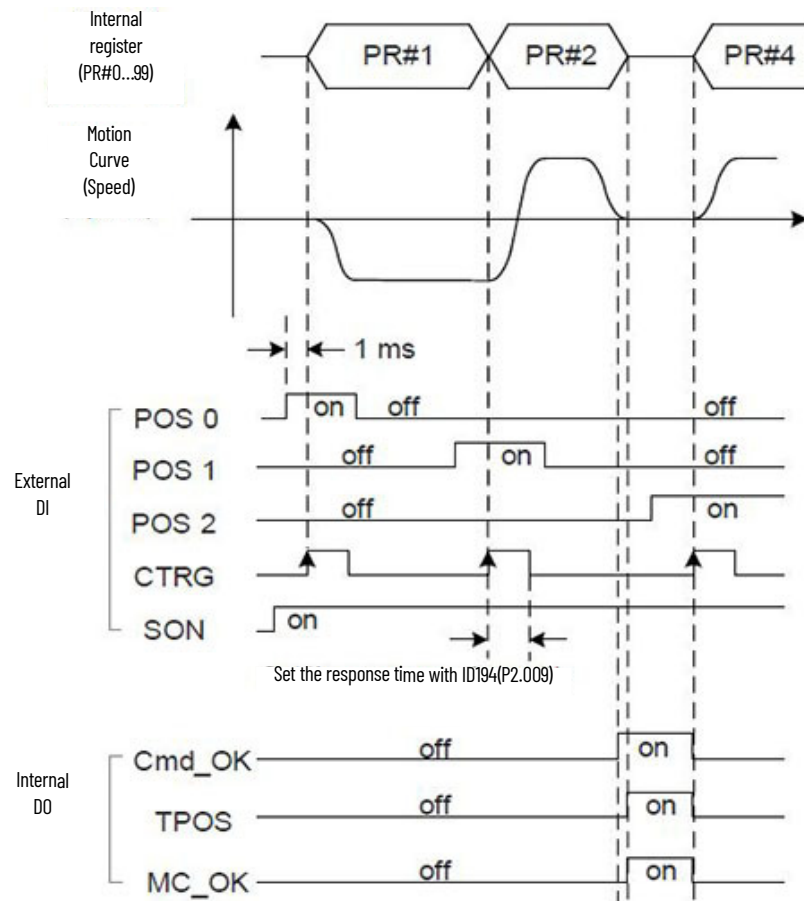 Internal
register
(PR#0...99)
PR#1
PR#2
PR#4
Motion
Curve
(Speed)
1 ms
External
DI
POS 0
on
off
off
POS 1
off
on
off
POS 2
off
on
CTRG
SON
on
Set the response time with ID194(P2.009)
Internal
DO
Cmd_OK
off
on
TPOS
off
on
MC_OK
off
on